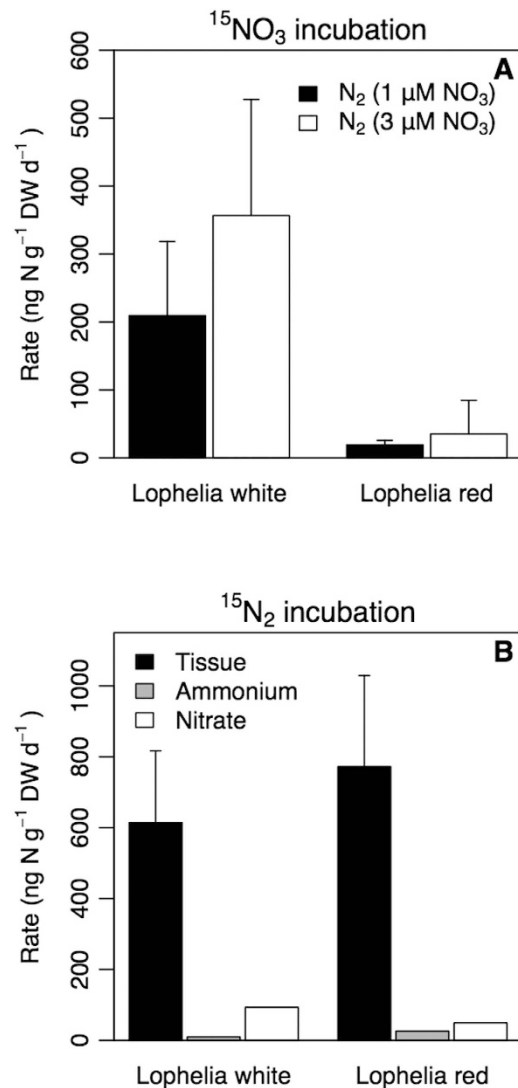 ¹⁵NO₃ incubation
A
N₂ (1 µM NO₃)
N₂ (3 µM NO₃)
Rate (ng N g⁻¹ DW d⁻¹)
600
500
400
300
200
100
0
Lophelia white Lophelia red
¹⁵N₂ incubation
B
Tissue
Ammonium
Nitrate
Rate (ng N g⁻¹ DW d⁻¹)
1000
800
600
400
200
0
Lophelia white Lophelia red